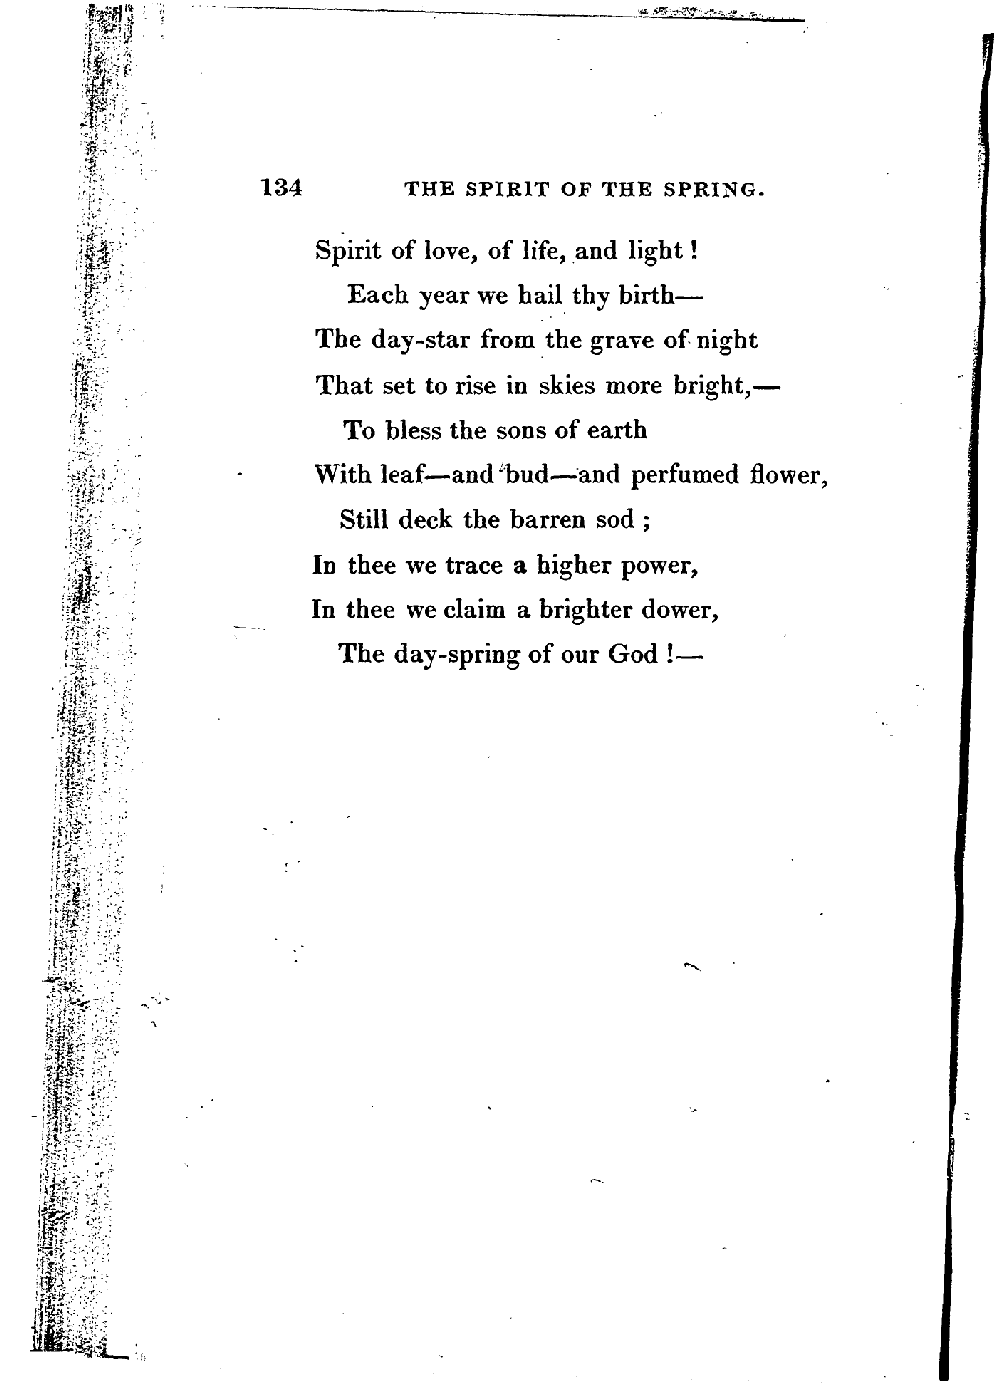 134 THE SPIRIT OF THE SPRING.
Spirit of love, of life, and light !
Each year we hail thy birth—
The day-star from the grave of night
That set to rise in skies more bright,—
To bless the sons of earth
With leaf—and bud—and perfumed flower,
Still deck the barren sod ;
In thee we trace a higher power,
In thee we claim a brighter dower,
The day-spring of our God !—